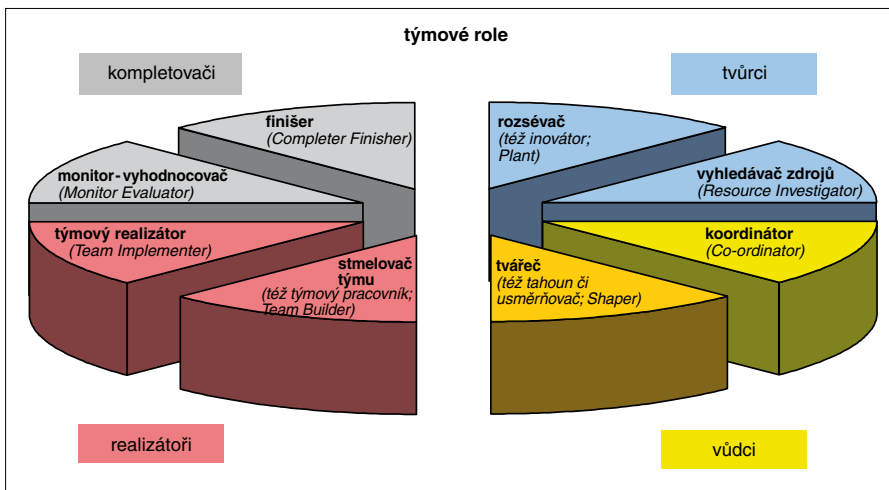 týmové role
kompletovači
tvůrci
finišer
(Completer Finisher)
rozsévač
(též inovátor;
Plant)
monitor-vyhodnocovač
(Monitor Evaluator)
vyhledávač zdrojů
(Resource Investigator)
týmový realizátor
(Team Implementer)
koordinátor
(Co-ordinator)
stmelovač
týmu
(též týmový pracovník;
Team Builder)
tvářeč
(též tahoun či
usměrňovač; Shaper)
realizátoři
vůdci